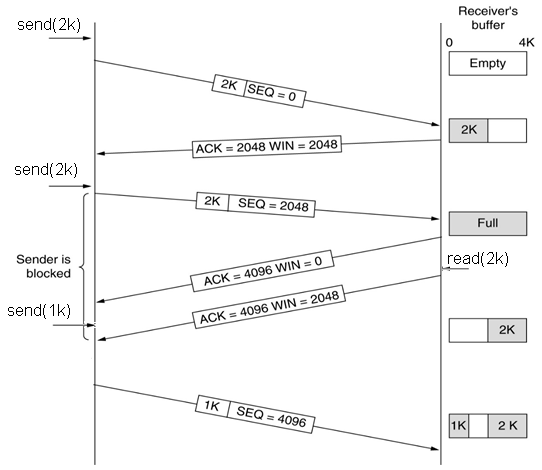 Receiver's
buffer
send(2k)
0 4K
Empty
2K SEQ = 0
2K
ACK = 2048 WIN = 2048
send(2k)
2K SEQ = 2048
Full
Sender is
blocked
read(2k)
ACK = 4096 WIN = 0
ACK = 4096 WIN = 2048
send(1k)
2K
1K SEQ = 4096
1K 2 K